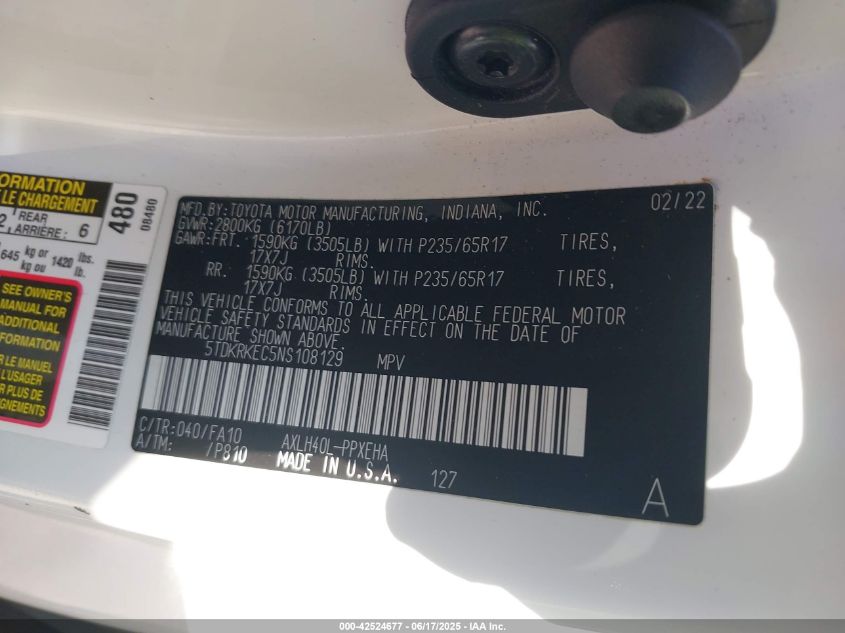 FORMATION
LE CHARGEMENT
2 REAR ARRIÈRE: 6
645 kg or kg ou 1420 lbs. lb.
SEE OWNER'S
MANUAL FOR
ADDITIONAL
FORMATION
LE MANUEL
L'USAGER
PLUS DE
480
08480
MFD. BY: TOYOTA MOTOR MANUFACTURING, INDIANA, INC. 02/22
GVWR: 2800KG (6170LB)
GAWR: FRT. 1590KG (3505LB) WITH P235/65R17 TIRES,
17X7J RIMS.
RR. 1590KG (3505LB) WITH P235/65R17 TIRES,
17X7J RIMS.
THIS VEHICLE CONFORMS TO ALL APPLICABLE FEDERAL MOTOR
VEHICLE SAFETY STANDARDS IN EFFECT ON THE DATE OF
MANUFACTURE SHOWN ABOVE.
5TDKRKEC5NS108129 MPV
C/TR: 040/FA10 AXLH40L-PPXEHA
A/TM: /P810 MADE IN U.S.A. 127
A
000-42524677 - 06/17/2025 - IAA Inc.